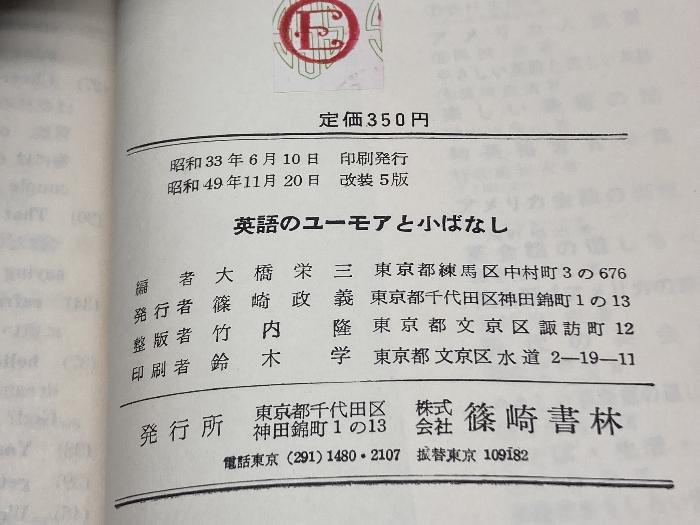 定価350円
昭和33年6月10日 印刷発行
昭和49年11月20日 改装5版
英語のユーモアと小ばなし
編者 大橋栄三 東京都練馬区中村町3の676
発行者 篠崎政義 東京都千代田区神田錦町1の13
整版者 竹内隆 東京都文京区諏訪町12
印刷者 鈴木学 東京都文京区水道2-19-11
発行所 東京都千代田区神田錦町1の13 株式会社 篠崎書林
電話東京 (291) 1480・2107 振替東京 109182